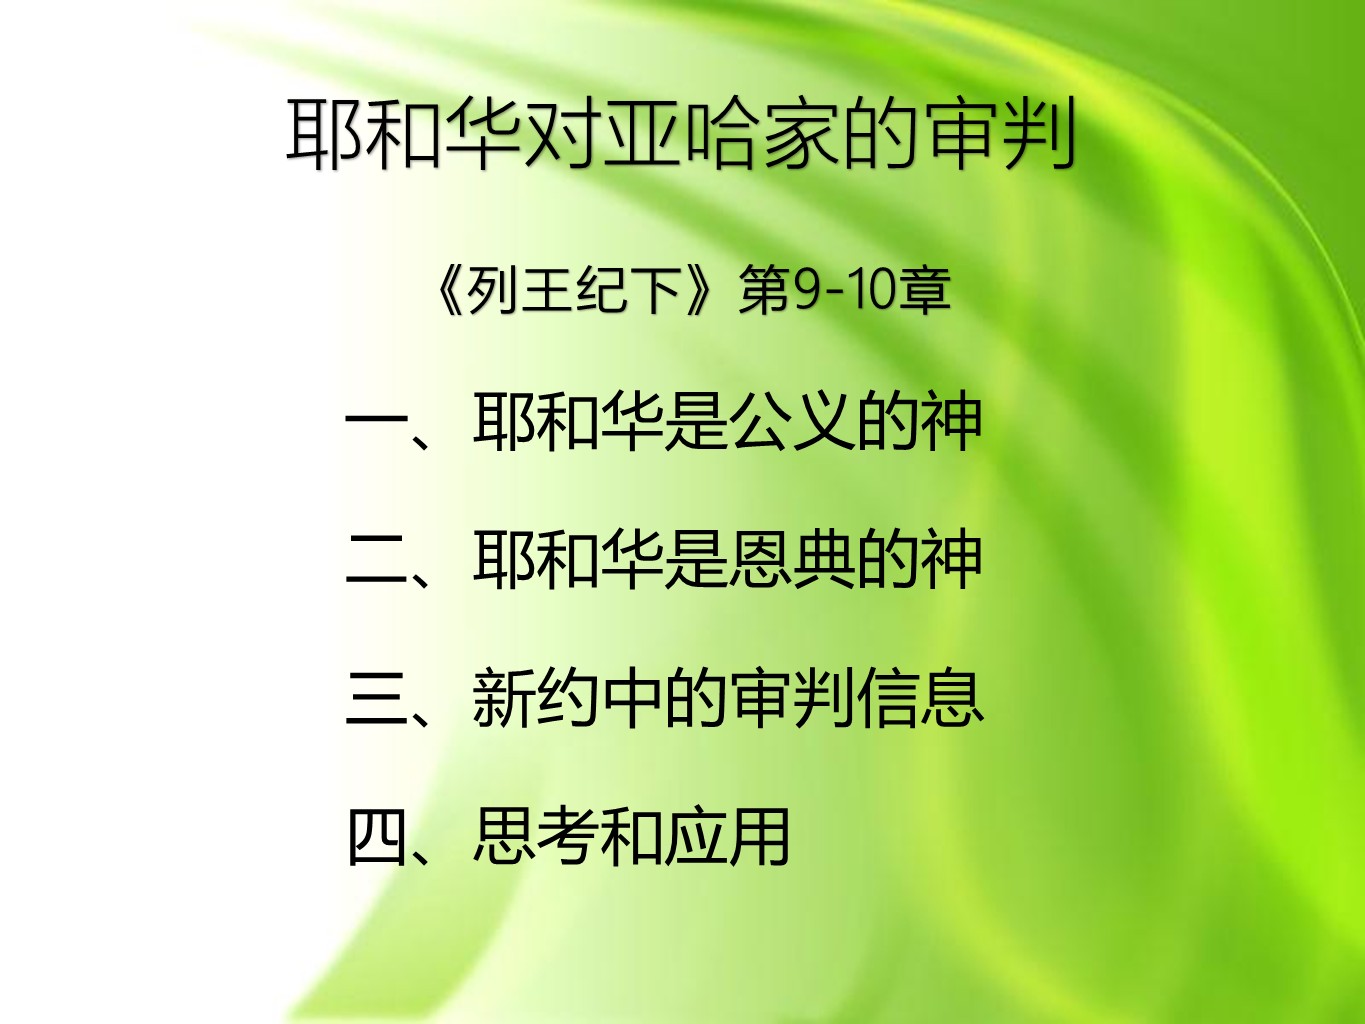 耶和华对亚哈家的审判
《列王纪下》第9-10章
一、耶和华是公义的神
二、耶和华是恩典的神
三、新约中的审判信息
四、思考和应用